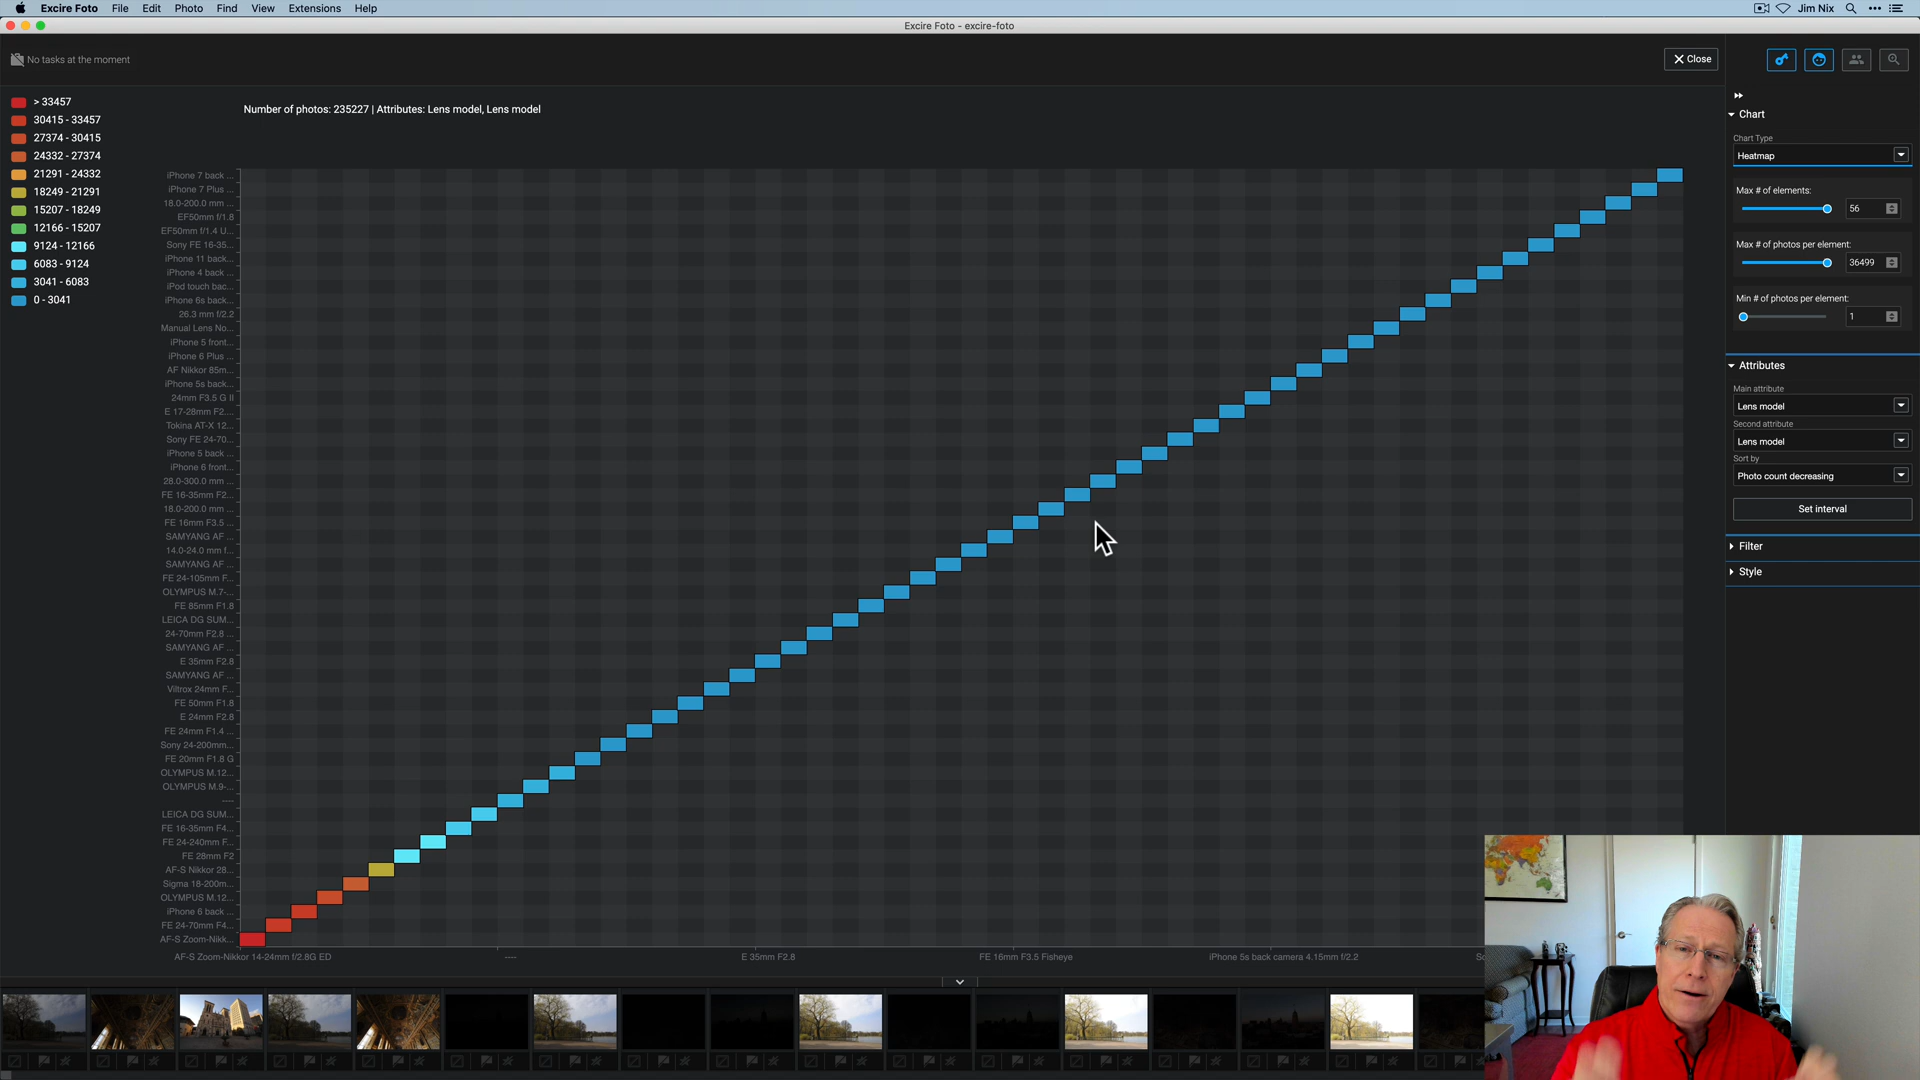 Excire Foto File Edit Photo Find View Extensions Help
Jim Nix
Excire Foto - excire-foto
No tasks at the moment
Close
> 33457
30415 - 33457
27374 - 30415
24332 - 27374
21291 - 24332
18249 - 21291
15207 - 18249
12166 - 15207
9124 - 12166
6083 - 9124
3041 - 6083
0 - 3041
Number of photos: 235227 | Attributes: Lens model, Lens model
iPhone 7 back ...
iPhone 7 Plus ...
18.0-200.0 mm ...
EF50mm f/1.8
EF50mm f/1.4 U...
Sony FE 16-35...
iPhone 11 back ...
iPhone 4 back ...
iPod touch bac...
iPhone 6s back...
26.3 mm f/2.2
Manual Lens No...
iPhone 5 front...
iPhone 6 Plus ...
AF Nikkor 85m...
iPhone 5s back...
24mm F3.5 G II
E 17-28mm F2....
Tokina AT-X 12...
Sony FE 24-70...
iPhone 5 back ...
iPhone 6 front...
28.0-300.0 mm ...
FE 16-35mm F2...
18.0-200.0 mm ...
FE 16mm F3.5 ...
SAMYANG AF ...
14.0-24.0 mm f...
SAMYANG AF ...
FE 24-105mm F...
OLYMPUS M.7-...
FE 85mm F1.8
LEICA DG SUM...
24-70mm F2.8 ...
SAMYANG AF ...
E 35mm F2.8
SAMYANG AF ...
Viltrox 24mm F...
FE 50mm F1.8
E 24mm F2.8
FE 24mm F1.4 ...
Sony 24-200mm...
FE 20mm F1.8 G
OLYMPUS M.12...
OLYMPUS M.9-...
----
LEICA DG SUM...
FE 16-35mm F4...
FE 24-240mm F...
FE 28mm F2
AF-S Nikkor 28...
Sigma 18-200m...
OLYMPUS M.12...
iPhone 6 back ...
FE 24-70mm F4...
AF-S Zoom-Nikk...
AF-S Zoom-Nikkor 14-24mm f/2.8G ED
----
E 35mm F2.8
FE 16mm F3.5 Fisheye
iPhone 5s back camera 4.15mm f/2.2
Chart
Chart Type
Heatmap
Max # of elements:
56
Max # of photos per element:
36499
Min # of photos per element:
1
Attributes
Main attribute
Lens model
Second attribute
Lens model
Sort by
Photo count decreasing
Set interval
Filter
Style